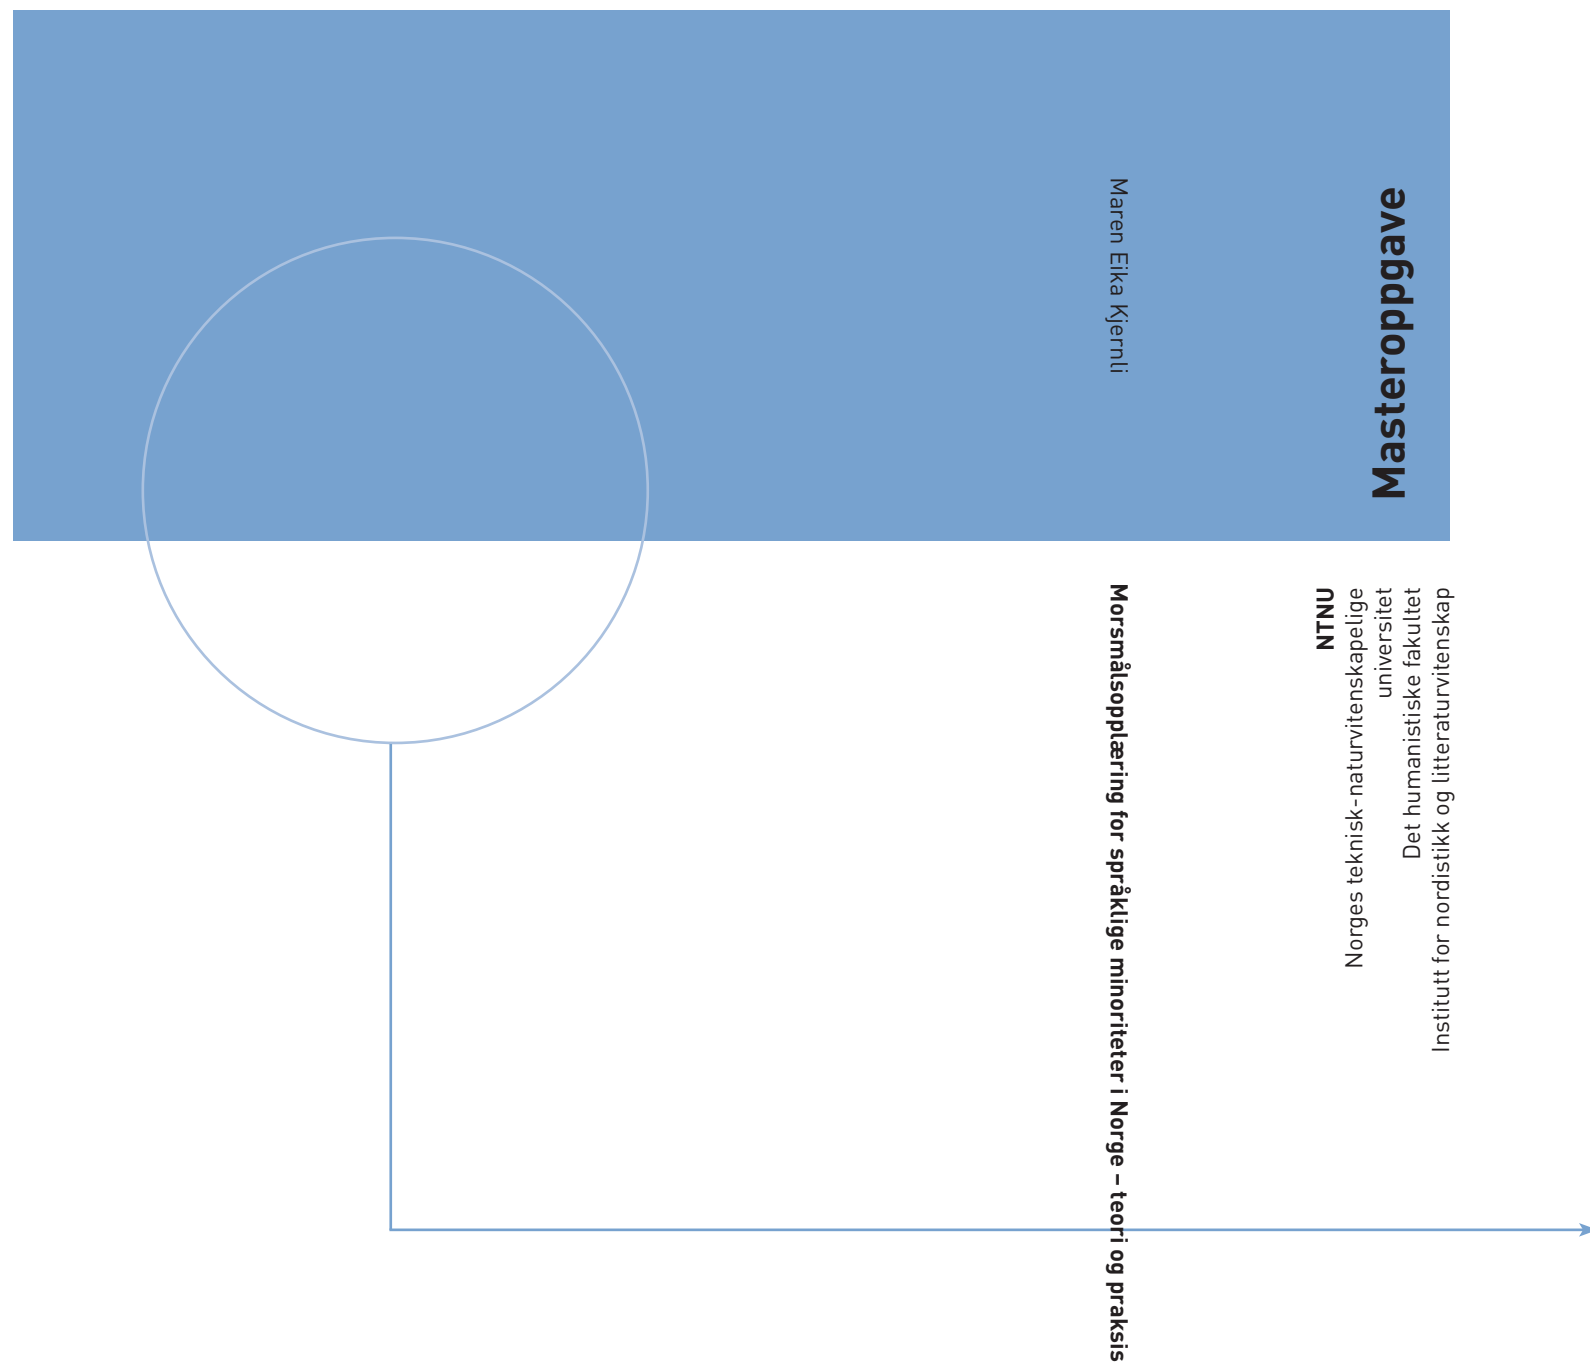 Maren Eika Kjernli
Morsmålsopplæring for språklige minoriteter i Norge – teori og praksis
Masteroppgave
NTNU
Norges teknisk-naturvitenskapelige
universitet
Det humanistiske fakultet
Institutt for nordistikk og litteraturvitenskap